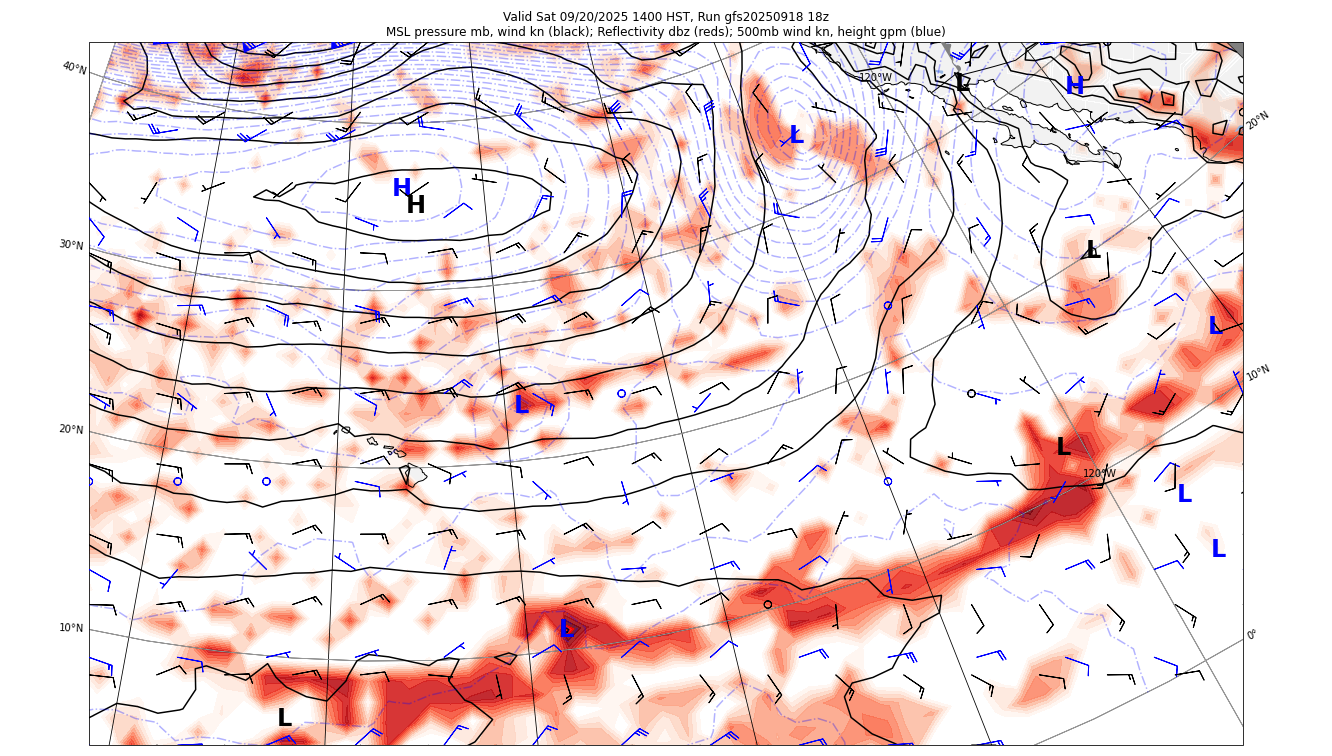 Valid Sat 09/20/2025 1400 HST, Run gfs20250918 18z
MSL pressure mb, wind kn (black); Reflectivity dbz (reds); 500mb wind kn, height gpm (blue)
40°N
120°W
L
H
20°N
L
H
H
30°N
L
L
10°N
L
20°N
L
120°W
L
L
10°N
L
0°
L